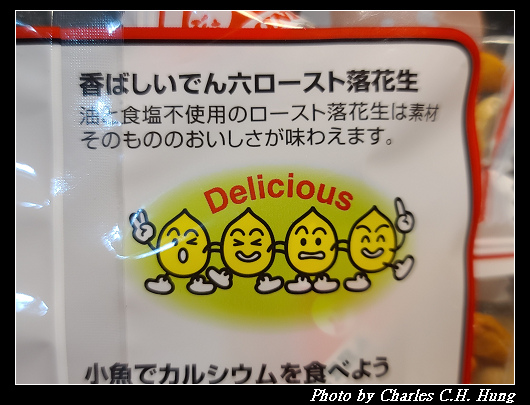 香ばしいでん六ロースト落花生
油と食塩不使用のロースト落花生は素材
そのもののおいしさが味わえます。
Delicious
小魚でカルシウムを食べよう
Photo by Charles C.H. Hung